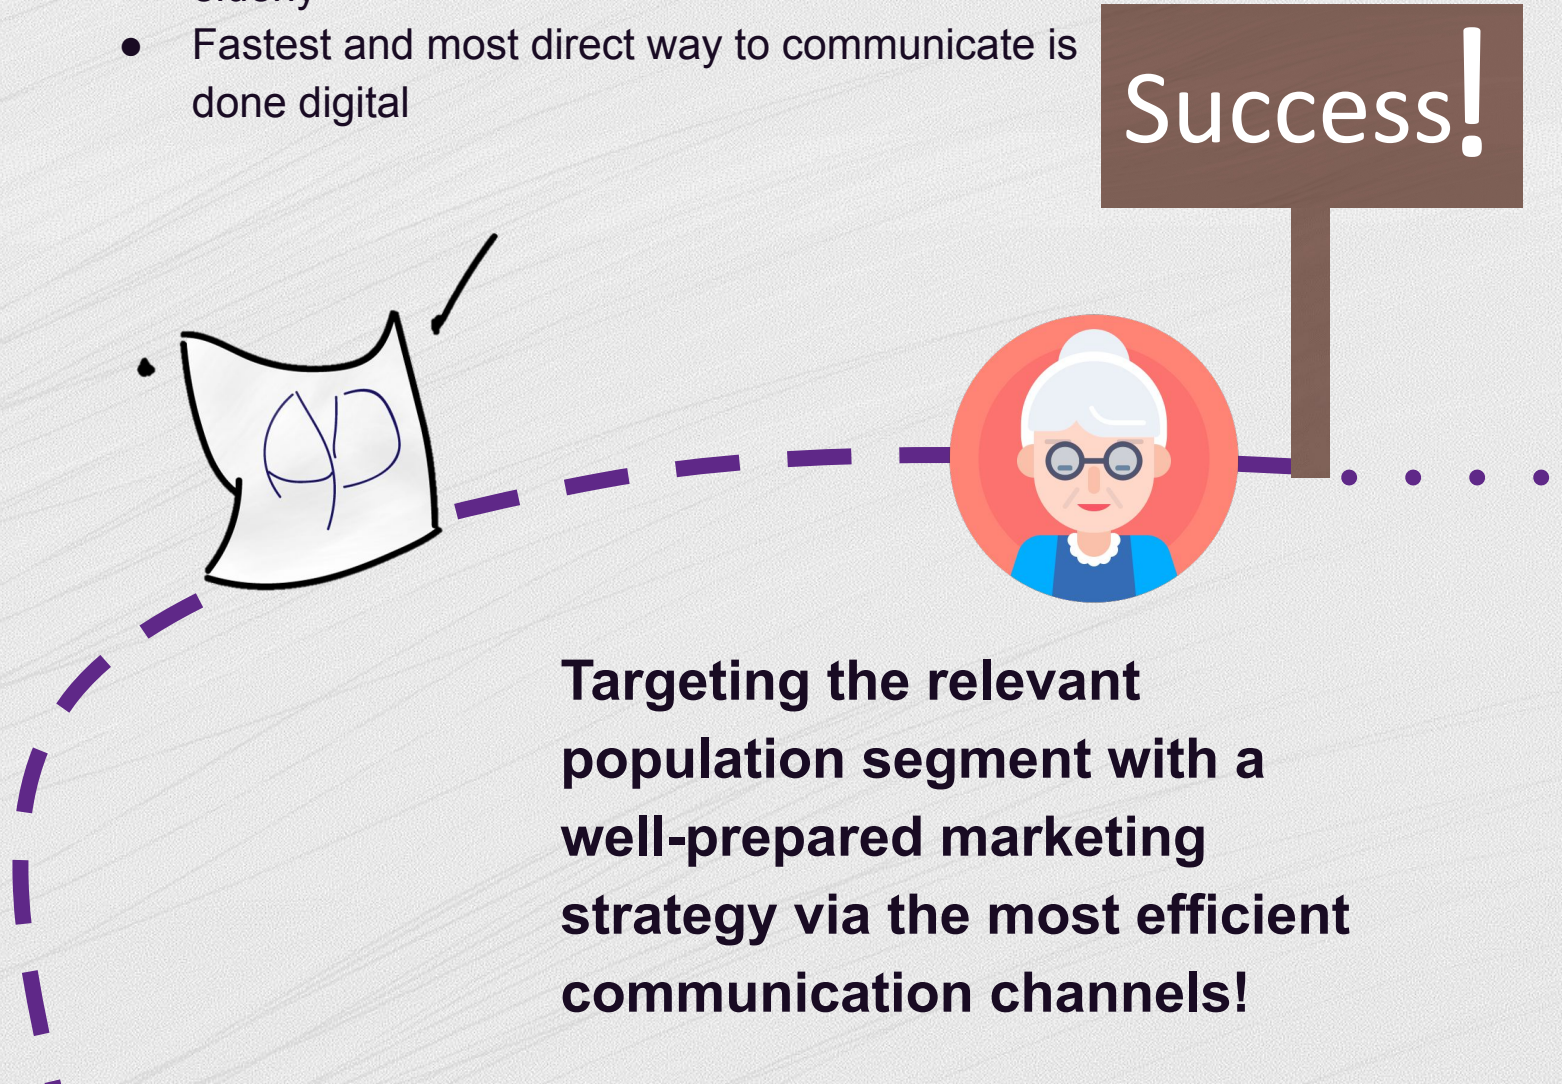 ● Fastest and most direct way to communicate is
done digital
Success!
Targeting the relevant
population segment with a
well-prepared marketing
strategy via the most efficient
communication channels!